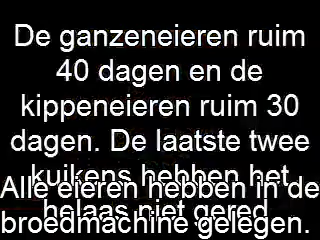 De ganzeneieren ruim
40 dagen en de
kippeneieren ruim 30
dagen. De laatste twee
kuikens hebben het
helaas niet gered.
Alle eieren hebben in de
broedmachine gelegen.